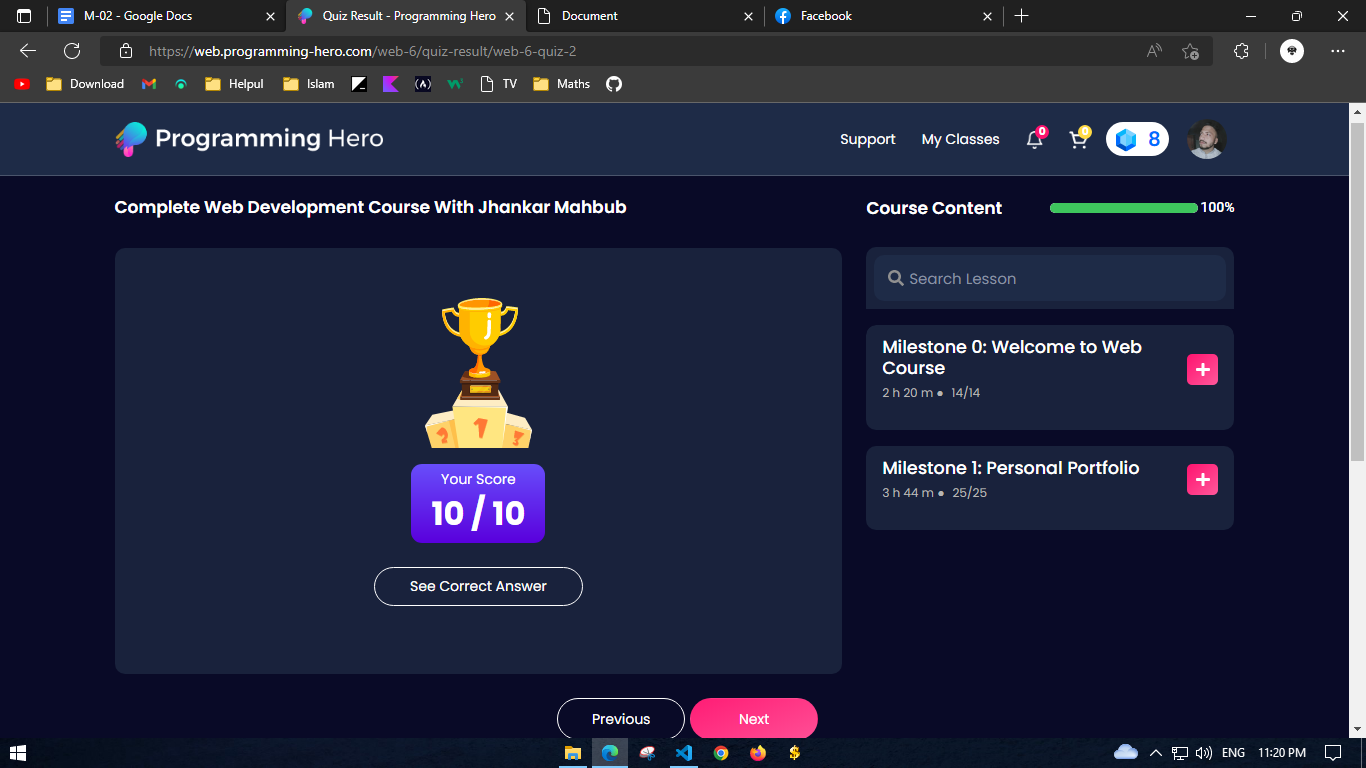 M-02 - Google Docs
Quiz Result - Programming Hero
Document
Facebook
https://web.programming-hero.com/web-6/quiz-result/web-6-quiz-2
Download
Helpul
Islam
TV
Maths
Programming Hero
Support
My Classes
0
0
8
Complete Web Development Course With Jhankar Mahbub
Course Content
100%
Search Lesson
Milestone 0: Welcome to Web
Course
2 h 20 m ● 14/14
Milestone 1: Personal Portfolio
3 h 44 m ● 25/25
2 1 3
Your Score
10 / 10
See Correct Answer
Previous
Next
ENG
11:20 PM